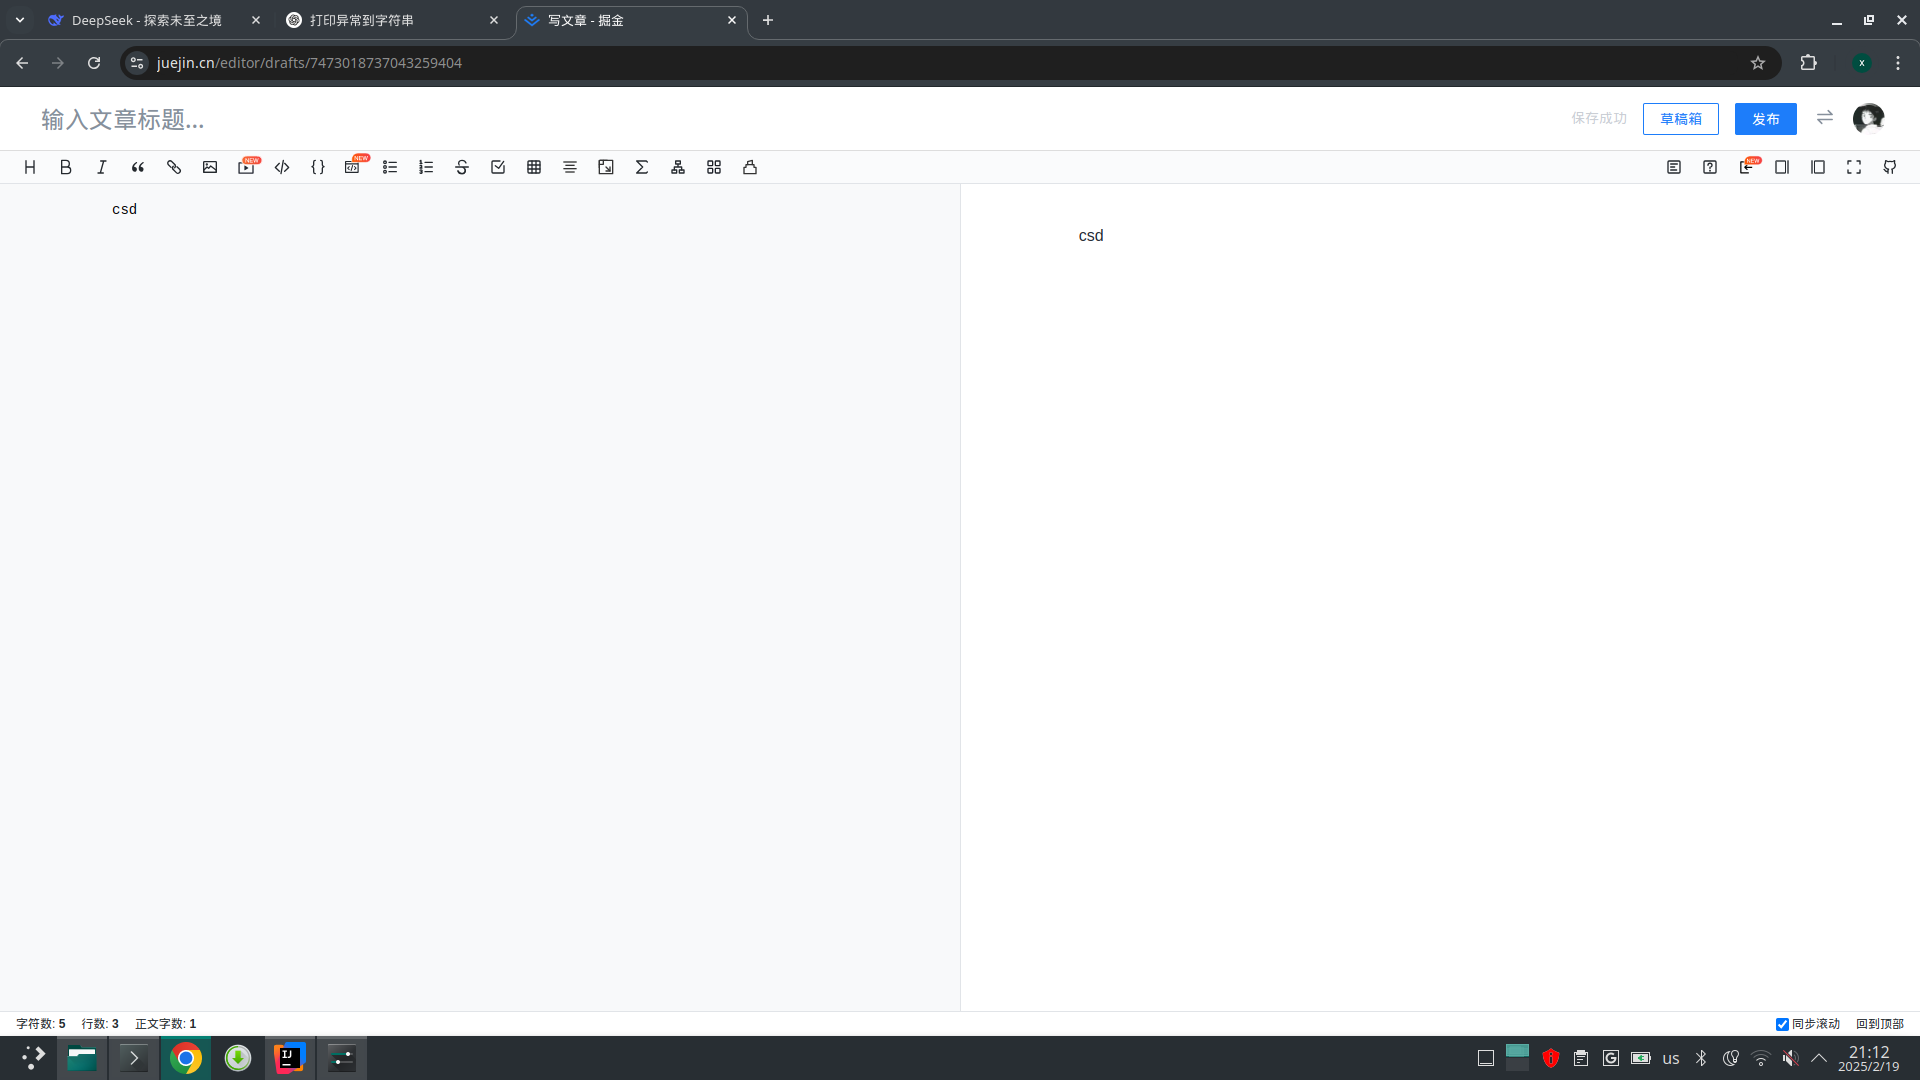 DeepSeek - 探索未至之境
打印异常到字符串
写文章 - 掘金
juejin.cn/editor/drafts/7473018737043259404
x
输入文章标题...
保存成功
草稿箱
发布
NEW
NEW
NEW
csd
csd
字符数: 5 行数: 3 正文字数: 1
同步滚动 回到顶部
IJ
us
21:12
2025/2/19